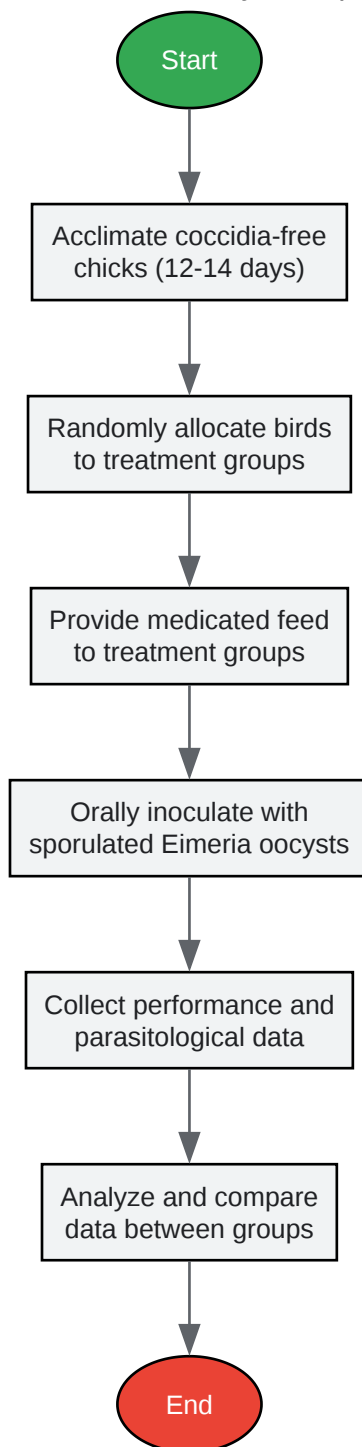 Start
Acclimate coccidia-free
chicks (12-14 days)
Randomly allocate birds
to treatment groups
Provide medicated feed
to treatment groups
Orally inoculate with
sporulated Eimeria oocysts
Collect performance and
parasitological data
Analyze and compare
data between groups
End